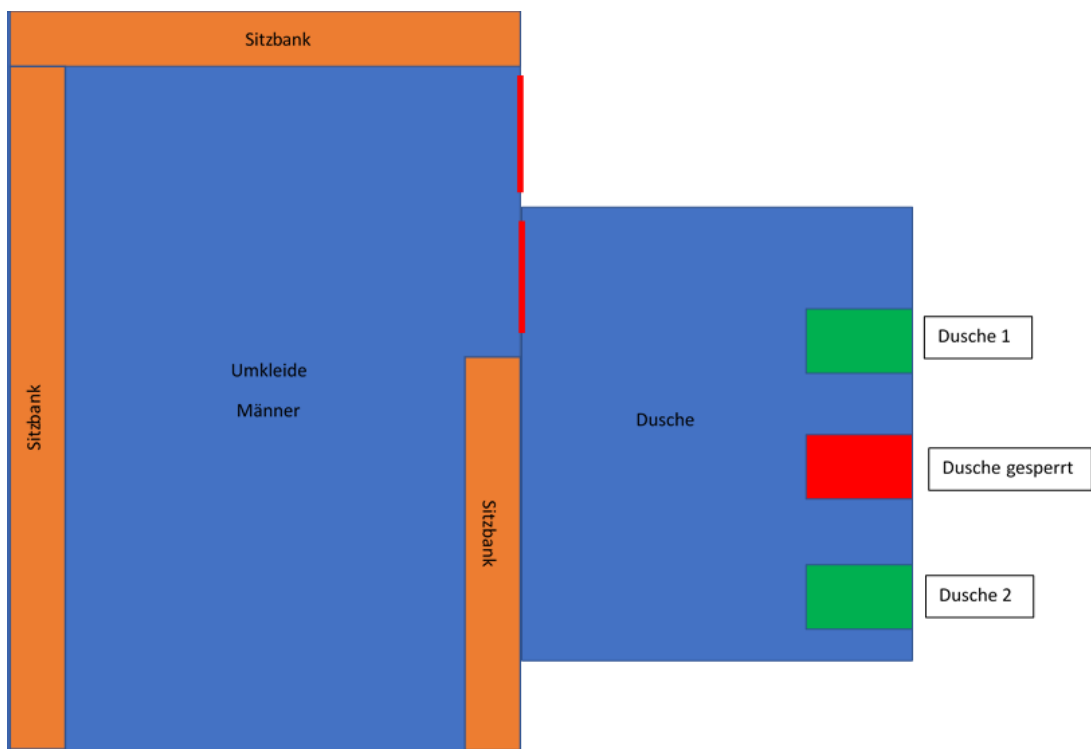 Sitzbank
Sitzbank
Umkleide
Männer
Sitzbank
Dusche
Dusche 1
Dusche gesperrt
Dusche 2